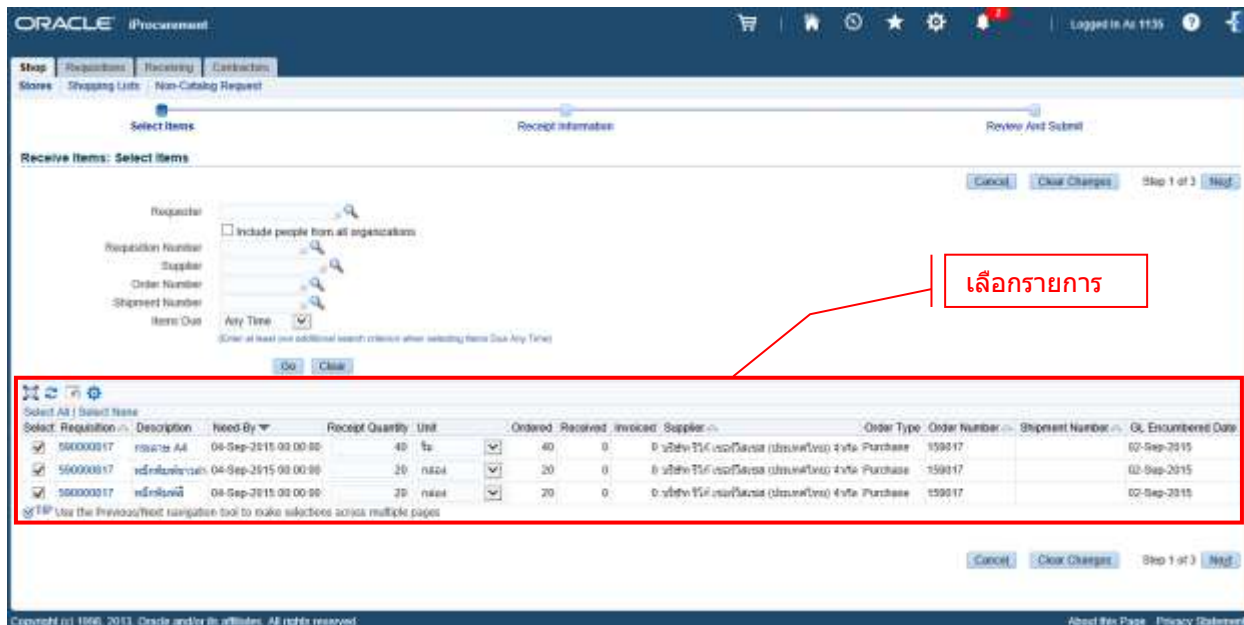 ORACLE iProcurement
2
Logged In As 1135
Shop Requisitions Receiving Contractors
Stores Shopping Lists Non-Catalog Request
Select Items Receipt Information Review And Submit
Receive Items: Select Items
Cancel Clear Changes Step 1 of 3 Next
Requester
Include people from all organizations
Requisition Number
Supplier
Order Number
Shipment Number
Items Due Any Time
(Enter at least one additional search criterion when selecting Items Due Any Time)
Go Clear
เลือกรายการ
Select All | Select None
Select Requisition Description Need-By Receipt Quantity Unit Ordered Received Invoiced Supplier Order Type Order Number Shipment Number GL Encumbered Date
590000017 กระดาษ A4 04-Sep-2015 00:00:00 40 รีม 40 0 0 Purchase 159017 02-Sep-2015
590000017 04-Sep-2015 00:00:00 20 กล่อง 20 0 0 Purchase 159017 02-Sep-2015
590000017 หมึกพิมพ์สี 04-Sep-2015 00:00:00 20 กล่อง 20 0 0 Purchase 159017 02-Sep-2015
TIP Use the Previous/Next navigation tool to make selections across multiple pages
Cancel Clear Changes Step 1 of 3 Next
Copyright (c) 1998, 2013, Oracle and/or its affiliates. All rights reserved. About this Page Privacy Statement